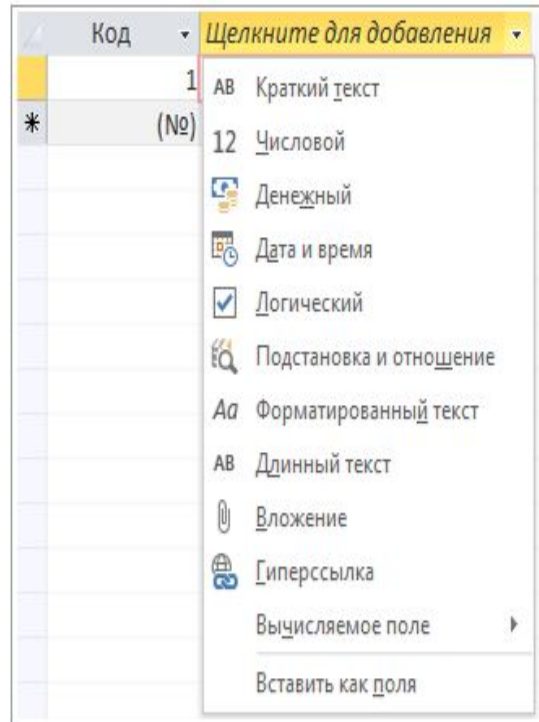 Код Щелкните для добавления
1
* (№)
AB Краткий текст
12 Числовой
Денежный
Дата и время
Логический
Подстановка и отношение
Aa Форматированный текст
AB Длинный текст
Вложение
Гиперссылка
Вычисляемое поле
Вставить как поля